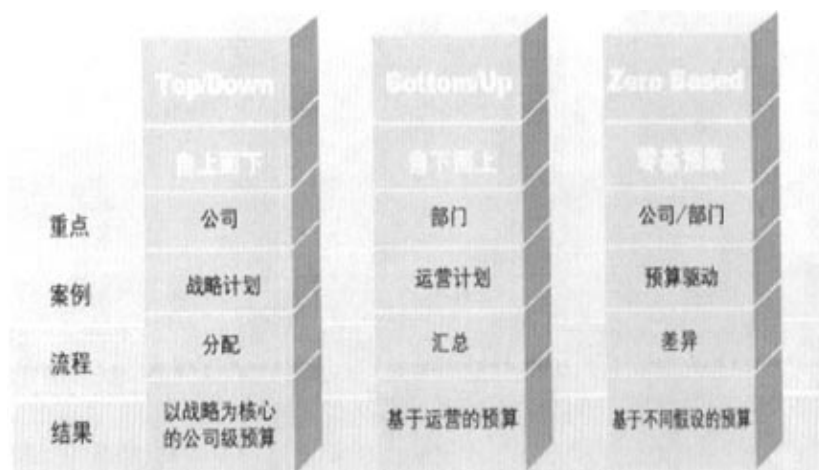 Top/Down
Bottom/Up
Zero Based
自上而下
自下而上
零基预算
重点
公司
部门
公司/部门
案例
战略计划
运营计划
预算驱动
流程
分配
汇总
差异
结果
以战略为核心
的公司级预算
基于运营的预算
基于不同假设的预算